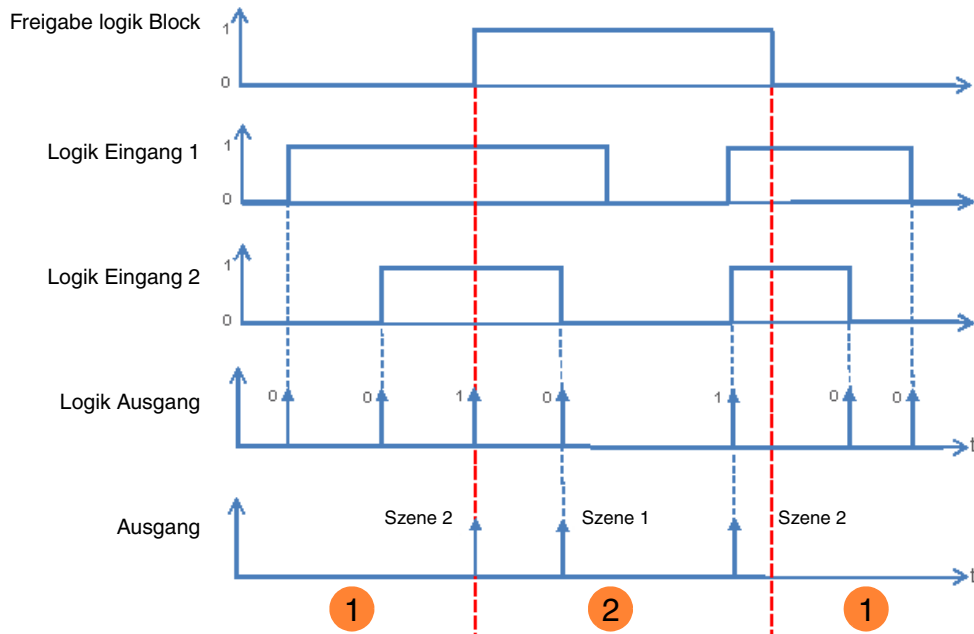 Freigabe logik Block
1
0
Logik Eingang 1
1
0
Logik Eingang 2
1
0
Logik Ausgang
0 0 1 0 1 0 0
t
Ausgang
Szene 2 Szene 1 Szene 2
t
1 2 1